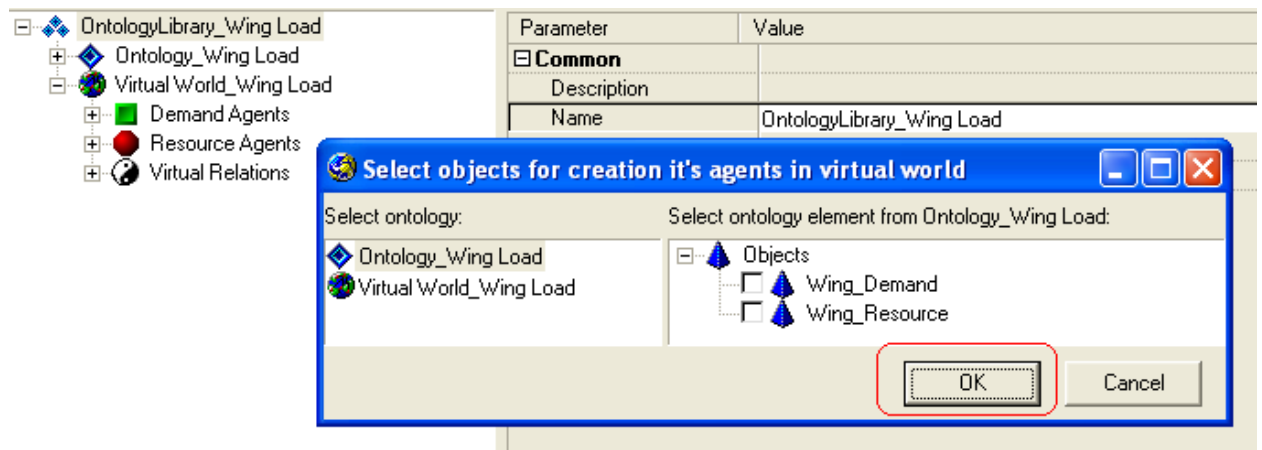 OntologyLibrary_Wing Load
Ontology_Wing Load
Virtual World_Wing Load
Demand Agents
Resource Agents
Virtual Relations
Parameter Value
Common
Description
Name OntologyLibrary_Wing Load
Select objects for creation it's agents in virtual world
Select ontology: Select ontology element from Ontology_Wing Load:
Ontology_Wing Load Objects
Virtual World_Wing Load Wing_Demand
Wing_Resource
OK Cancel